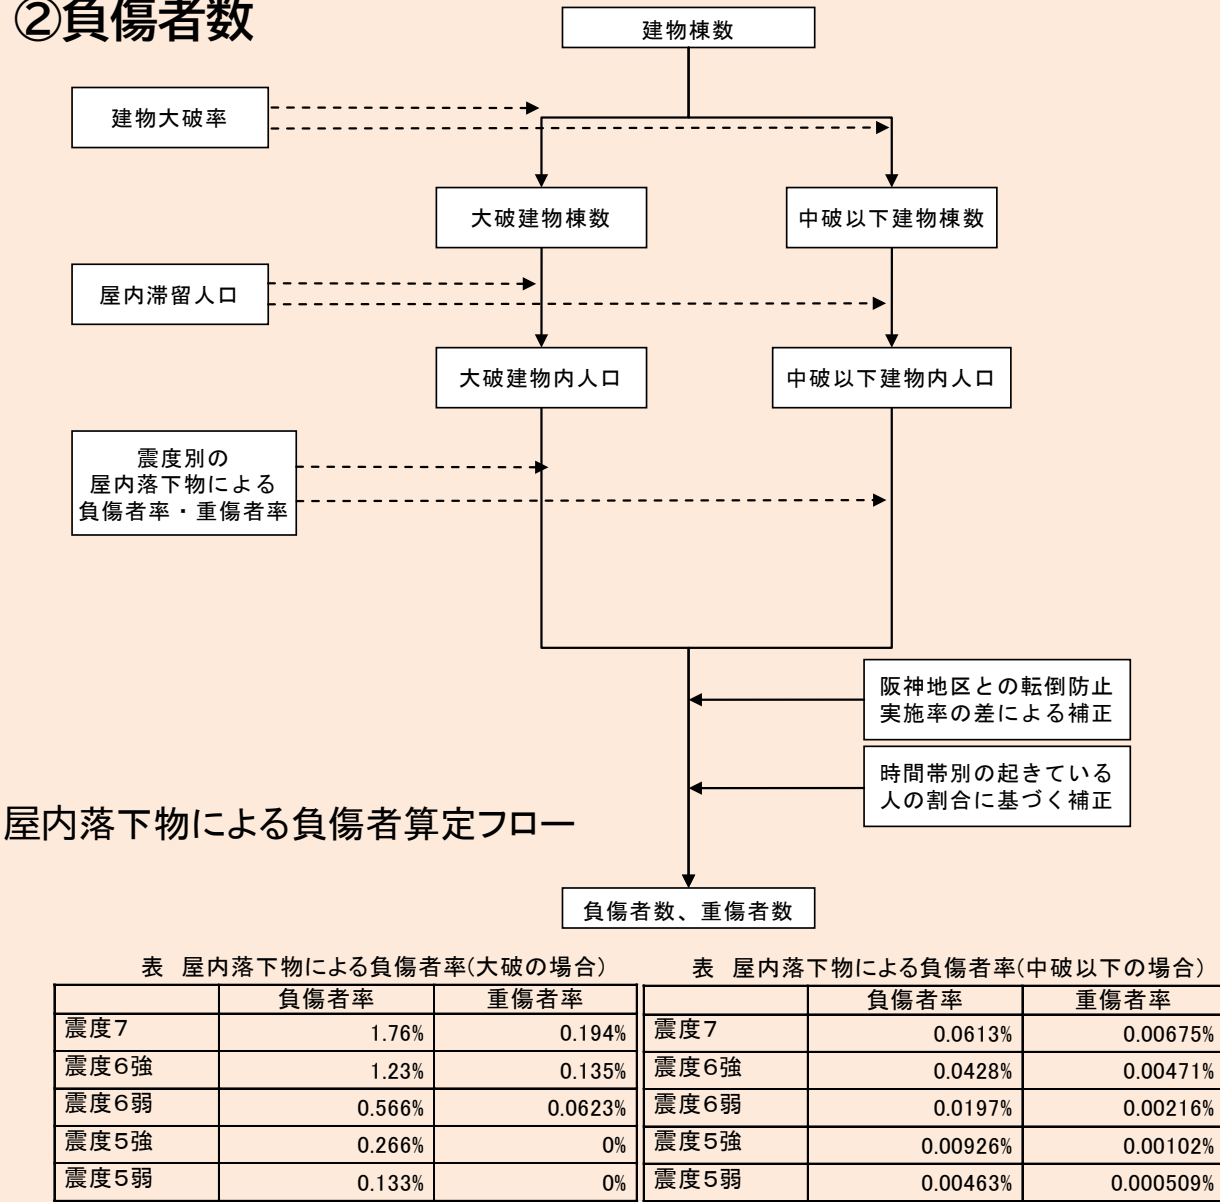 ②負傷者数
建物棟数
建物大破率
大破建物棟数
中破以下建物棟数
屋内滞留人口
大破建物内人口
中破以下建物内人口
震度別の
屋内落下物による
負傷者率・重傷者率
阪神地区との転倒防止
実施率の差による補正
時間帯別の起きている
人の割合に基づく補正
屋内落下物による負傷者算定フロー
負傷者数、重傷者数
表 屋内落下物による負傷者率(大破の場合)
負傷者率 重傷者率
震度7 1.76% 0.194%
震度6強 1.23% 0.135%
震度6弱 0.566% 0.0623%
震度5強 0.266% 0%
震度5弱 0.133% 0%
表 屋内落下物による負傷者率(中破以下の場合)
負傷者率 重傷者率
震度7 0.0613% 0.00675%
震度6強 0.0428% 0.00471%
震度6弱 0.0197% 0.00216%
震度5強 0.00926% 0.00102%
震度5弱 0.00463% 0.000509%